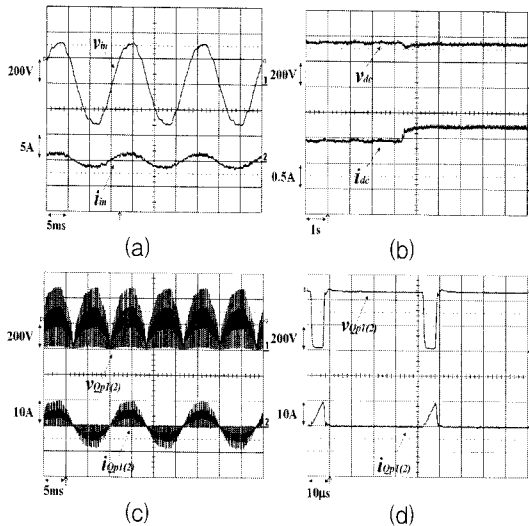 v_in
200V
1
5A
2
i_in
5ms
(a)
200V
v_dc
i_dc
0.5A
1s
(b)
200V
1
v_Qp1(2)
10A
2
i_Qp1(2)
5ms
(c)
v_Qp1(2)
200V
10A
i_Qp1(2)
10µs
(d)